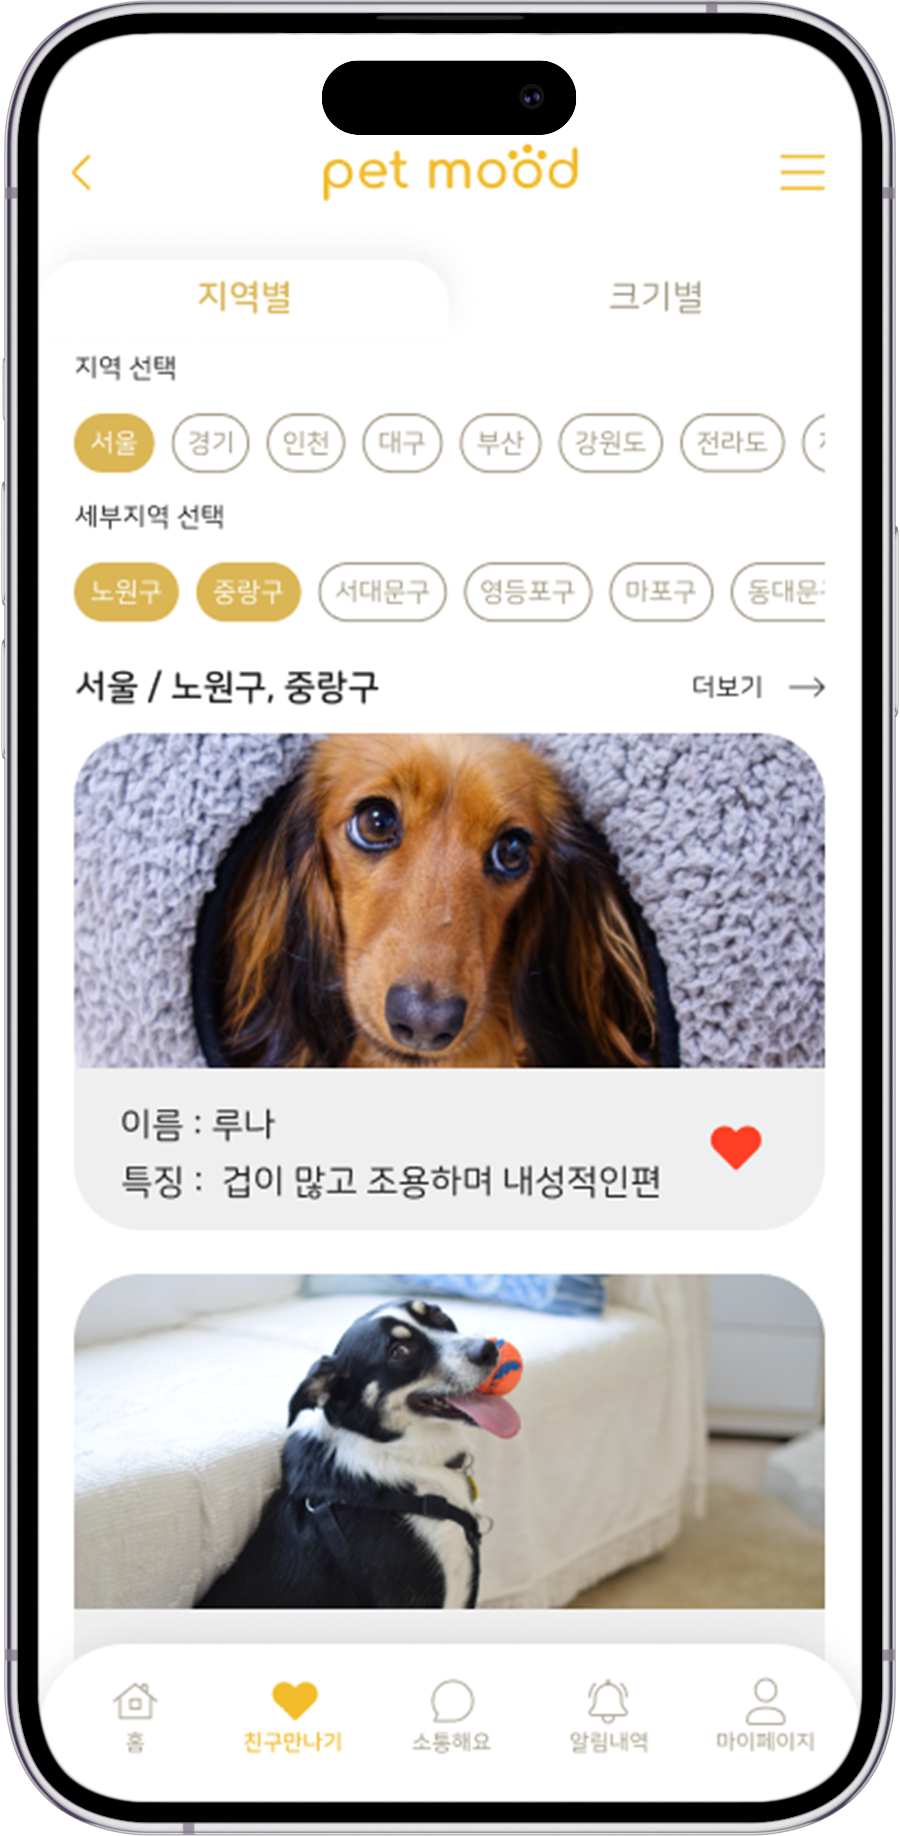 pet mood
지역별 크기별
지역 선택
서울 경기 인천 대구 부산 강원도 전라도
세부지역 선택
노원구 중랑구 서대문구 영등포구 마포구 동대문구
서울 / 노원구, 중랑구 더보기 →
이름 : 루나
특징 : 겁이 많고 조용하며 내성적인편
홈 친구만나기 소통해요 알림내역 마이페이지